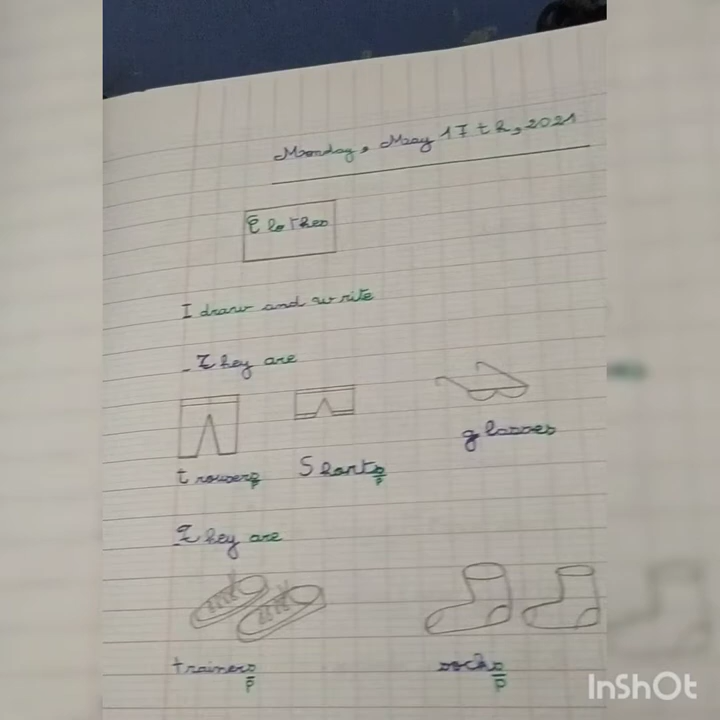 Monday, May 17th, 2021
Clothes
I draw and write
- They are
trousers shorts glasses
They are
trainers socks
InShOt